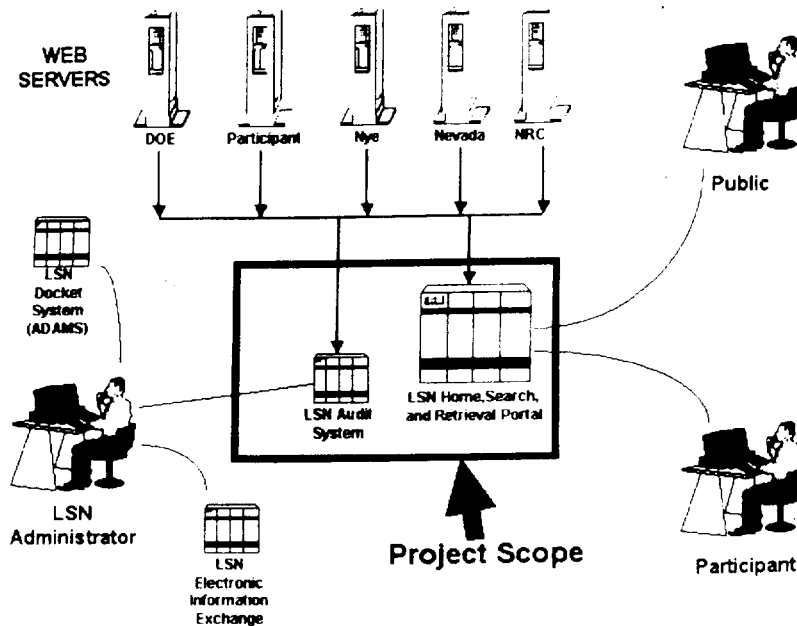 WEB
SERVERS
DOE
Participant
Nye
Nevada
NRC
Public
LSN
Docket
System
(ADAMS)
LSN Audit
System
LSN Home, Search,
and Retrieval Portal
LSN
Administrator
Project Scope
Participant
LSN
Electronic
Information
Exchange